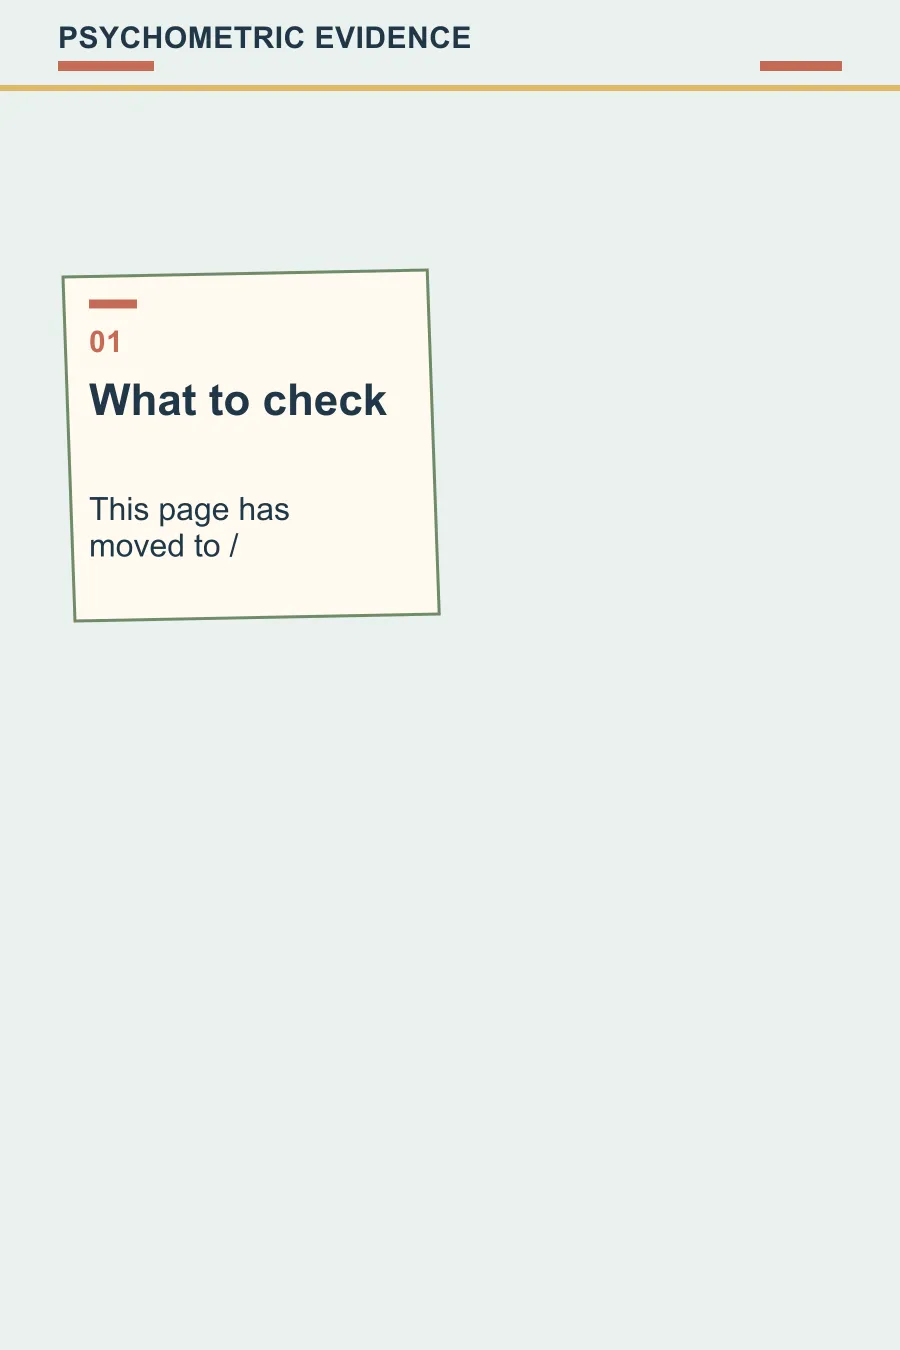 PSYCHOMETRIC EVIDENCE
01
What to check
This page has
moved to /